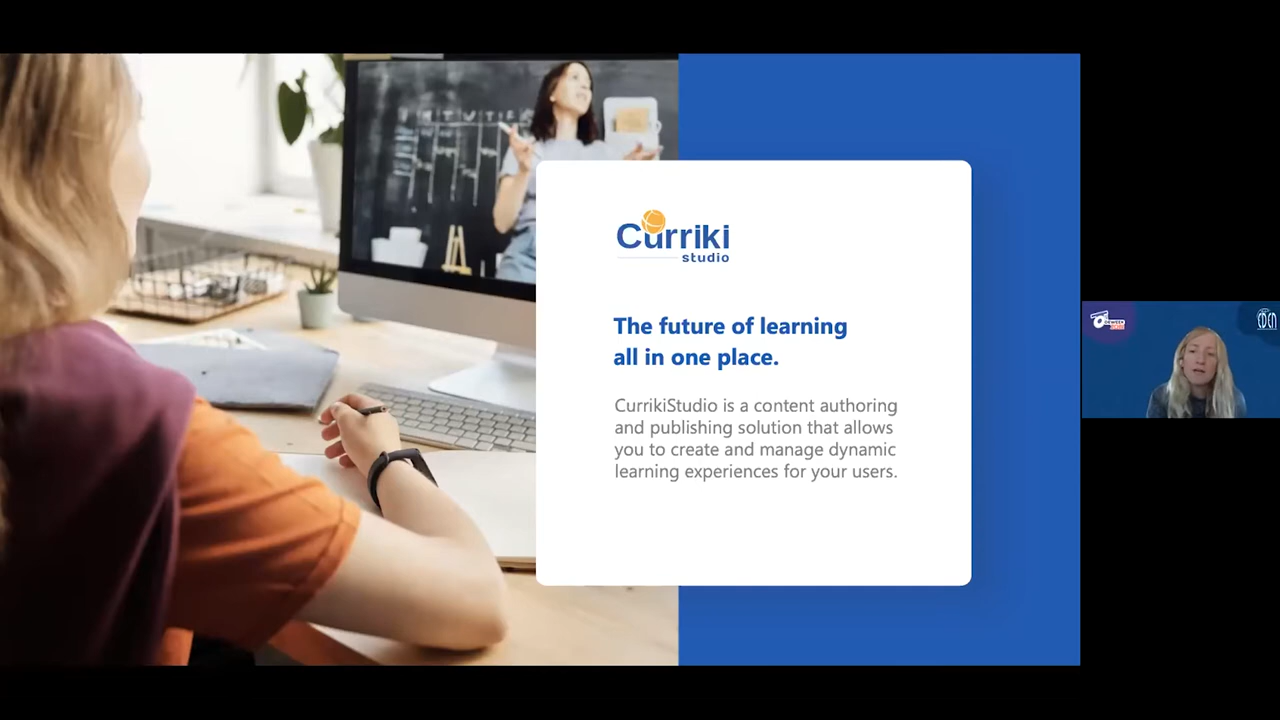 Curriki
studio
The future of learning
all in one place.
CurrikiStudio is a content authoring
and publishing solution that allows
you to create and manage dynamic
learning experiences for your users.